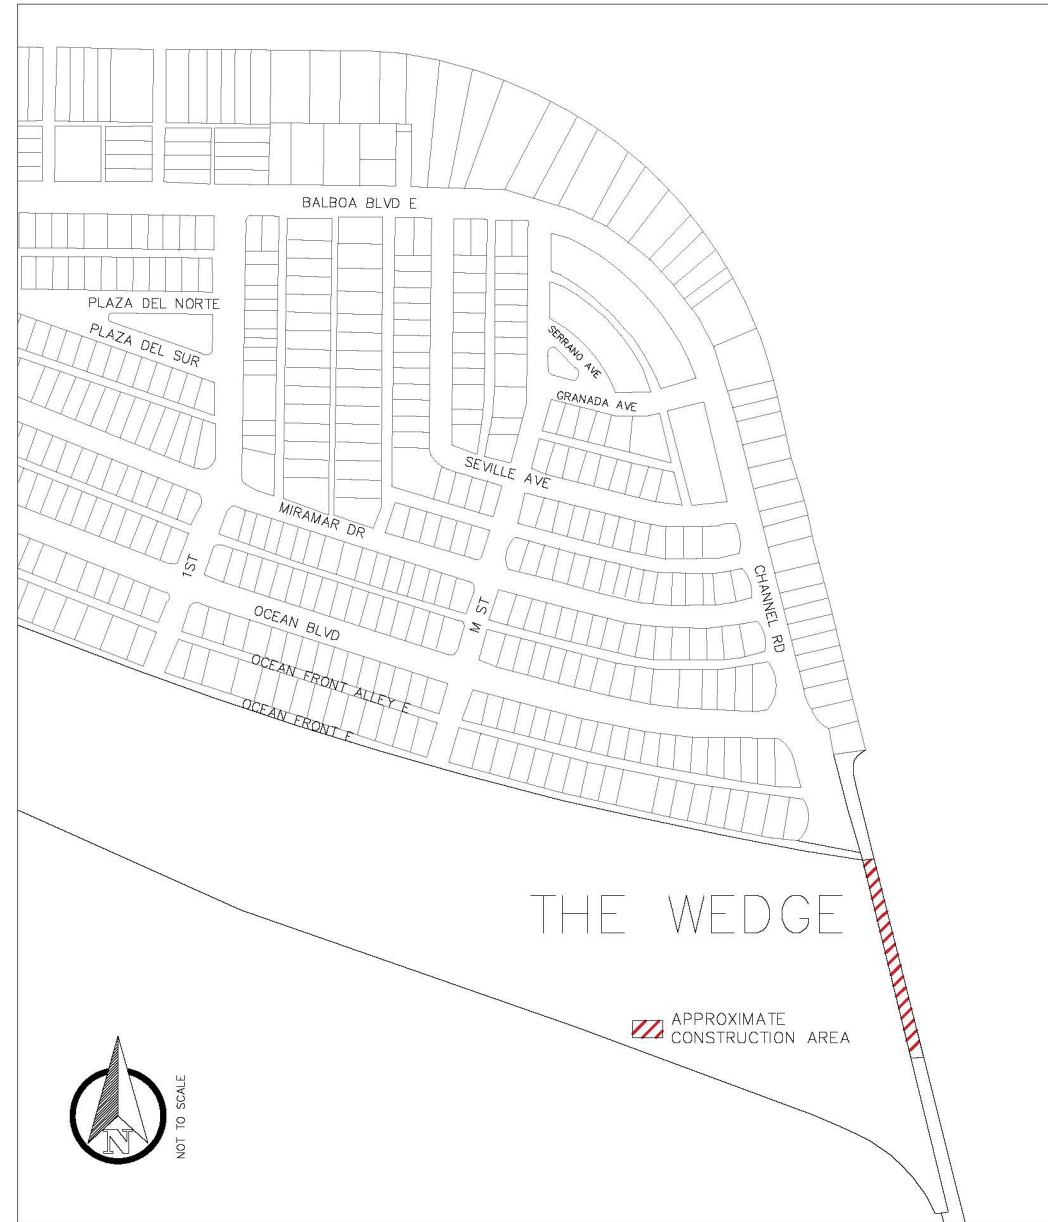 BALBOA BLVD E
PLAZA DEL NORTE
PLAZA DEL SUR
SERRANO AVE
GRANADA AVE
SEVILLE AVE
MIRAMAR DR
1ST
CHANNEL RD
M ST
OCEAN BLVD
OCEAN FRONT ALLEY E
OCEAN FRONT E
THE WEDGE
APPROXIMATE
CONSTRUCTION AREA
NOT TO SCALE
N